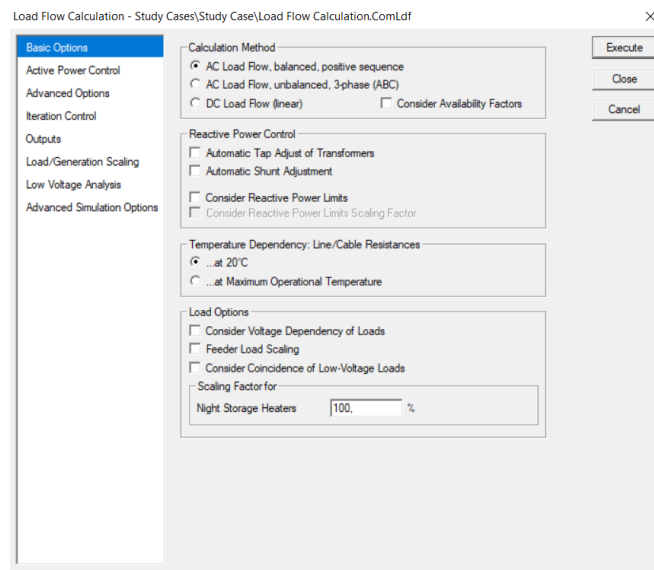 Load Flow Calculation - Study Cases\Study Case\Load Flow Calculation.ComLdf
Basic Options
Active Power Control
Advanced Options
Iteration Control
Outputs
Load/Generation Scaling
Low Voltage Analysis
Advanced Simulation Options
Calculation Method
AC Load Flow, balanced, positive sequence
AC Load Flow, unbalanced, 3-phase (ABC)
DC Load Flow (linear) Consider Availability Factors
Reactive Power Control
Automatic Tap Adjust of Transformers
Automatic Shunt Adjustment
Consider Reactive Power Limits
Consider Reactive Power Limits Scaling Factor
Temperature Dependency: Line/Cable Resistances
...at 20°C
...at Maximum Operational Temperature
Load Options
Consider Voltage Dependency of Loads
Feeder Load Scaling
Consider Coincidence of Low-Voltage Loads
Scaling Factor for
Night Storage Heaters 100, %
Execute
Close
Cancel